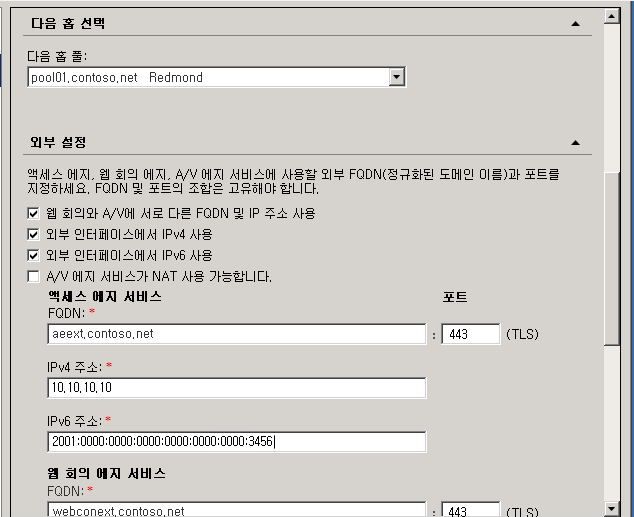 다음 홉 선택
다음 홉 풀:
pool01.contoso.net Redmond
외부 설정
액세스 에지, 웹 회의 에지, A/V 에지 서비스에 사용할 외부 FQDN(정규화된 도메인 이름)과 포트를
지정하세요. FQDN 및 포트의 조합은 고유해야 합니다.
웹 회의와 A/V에 서로 다른 FQDN 및 IP 주소 사용
외부 인터페이스에서 IPv4 사용
외부 인터페이스에서 IPv6 사용
A/V 에지 서비스가 NAT 사용 가능합니다.
액세스 에지 서비스 포트
FQDN: *
aeext.contoso.net : 443 (TLS)
IPv4 주소: *
10.10.10.10
IPv6 주소: *
2001:0000:0000:0000:0000:0000:0000:3456
웹 회의 에지 서비스
FQDN: *
webconext.contoso.net : 443 (TLS)